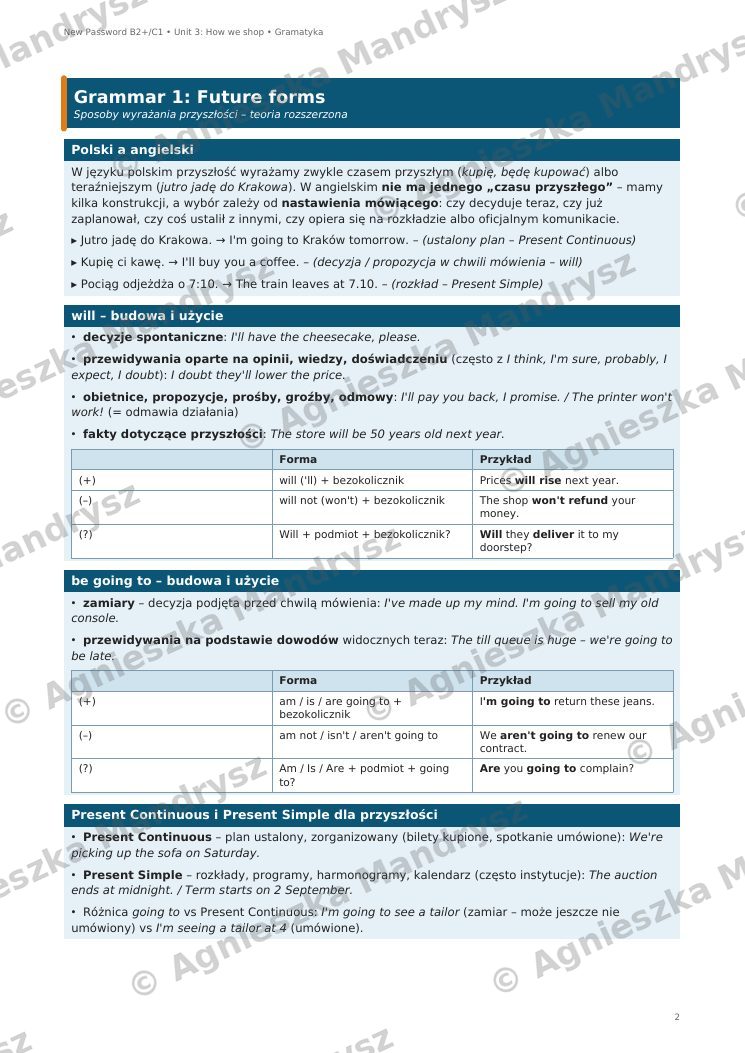 New Password B2+/C1 • Unit 3: How we shop • Gramatyka
Grammar 1: Future forms
Sposoby wyrażania przyszłości – teoria rozszerzona
Polski a angielski
W języku polskim przyszłość wyrażamy zwykle czasem przyszłym (kupię, będę kupować) albo
teraźniejszym (jutro jadę do Krakowa). W angielskim nie ma jednego „czasu przyszłego” – mamy
kilka konstrukcji, a wybór zależy od nastawienia mówiącego: czy decyduje teraz, czy już
zaplanował, czy coś ustalił z innymi, czy opiera się na rozkładzie albo oficjalnym komunikacie.
▸ Jutro jadę do Krakowa. → I'm going to Kraków tomorrow. – (ustalony plan – Present Continuous)
▸ Kupię ci kawę. → I'll buy you a coffee. – (decyzja / propozycja w chwili mówienia – will)
▸ Pociąg odjeżdża o 7:10. → The train leaves at 7.10. – (rozkład – Present Simple)
will – budowa i użycie
• decyzje spontaniczne: I'll have the cheesecake, please.
• przewidywania oparte na opinii, wiedzy, doświadczeniu (często z I think, I'm sure, probably, I
expect, I doubt): I doubt they'll lower the price.
• obietnice, propozycje, prośby, groźby, odmowy: I'll pay you back, I promise. / The printer won't
work! (= odmawia działania)
• fakty dotyczące przyszłości: The store will be 50 years old next year.
Forma Przykład
(+) will ('ll) + bezokolicznik Prices will rise next year.
(–) will not (won't) + bezokolicznik The shop won't refund your
money.
(?) Will + podmiot + bezokolicznik? Will they deliver it to my
doorstep?
be going to – budowa i użycie
• zamiary – decyzja podjęta przed chwilą mówienia: I've made up my mind. I'm going to sell my old
console.
• przewidywania na podstawie dowodów widocznych teraz: The till queue is huge – we're going to
be late.
Forma Przykład
(+) am / is / are going to + I'm going to return these jeans.
bezokolicznik
(–) am not / isn't / aren't going to We aren't going to renew our
contract.
(?) Am / Is / Are + podmiot + going Are you going to complain?
to?
Present Continuous i Present Simple dla przyszłości
• Present Continuous – plan ustalony, zorganizowany (bilety kupione, spotkanie umówione): We're
picking up the sofa on Saturday.
• Present Simple – rozkłady, programy, harmonogramy, kalendarz (często instytucje): The auction
ends at midnight. / Term starts on 2 September.
• Różnica going to vs Present Continuous: I'm going to see a tailor (zamiar – może jeszcze nie
umówiony) vs I'm seeing a tailor at 4 (umówione).
© Agnieszka Mandrysz
2